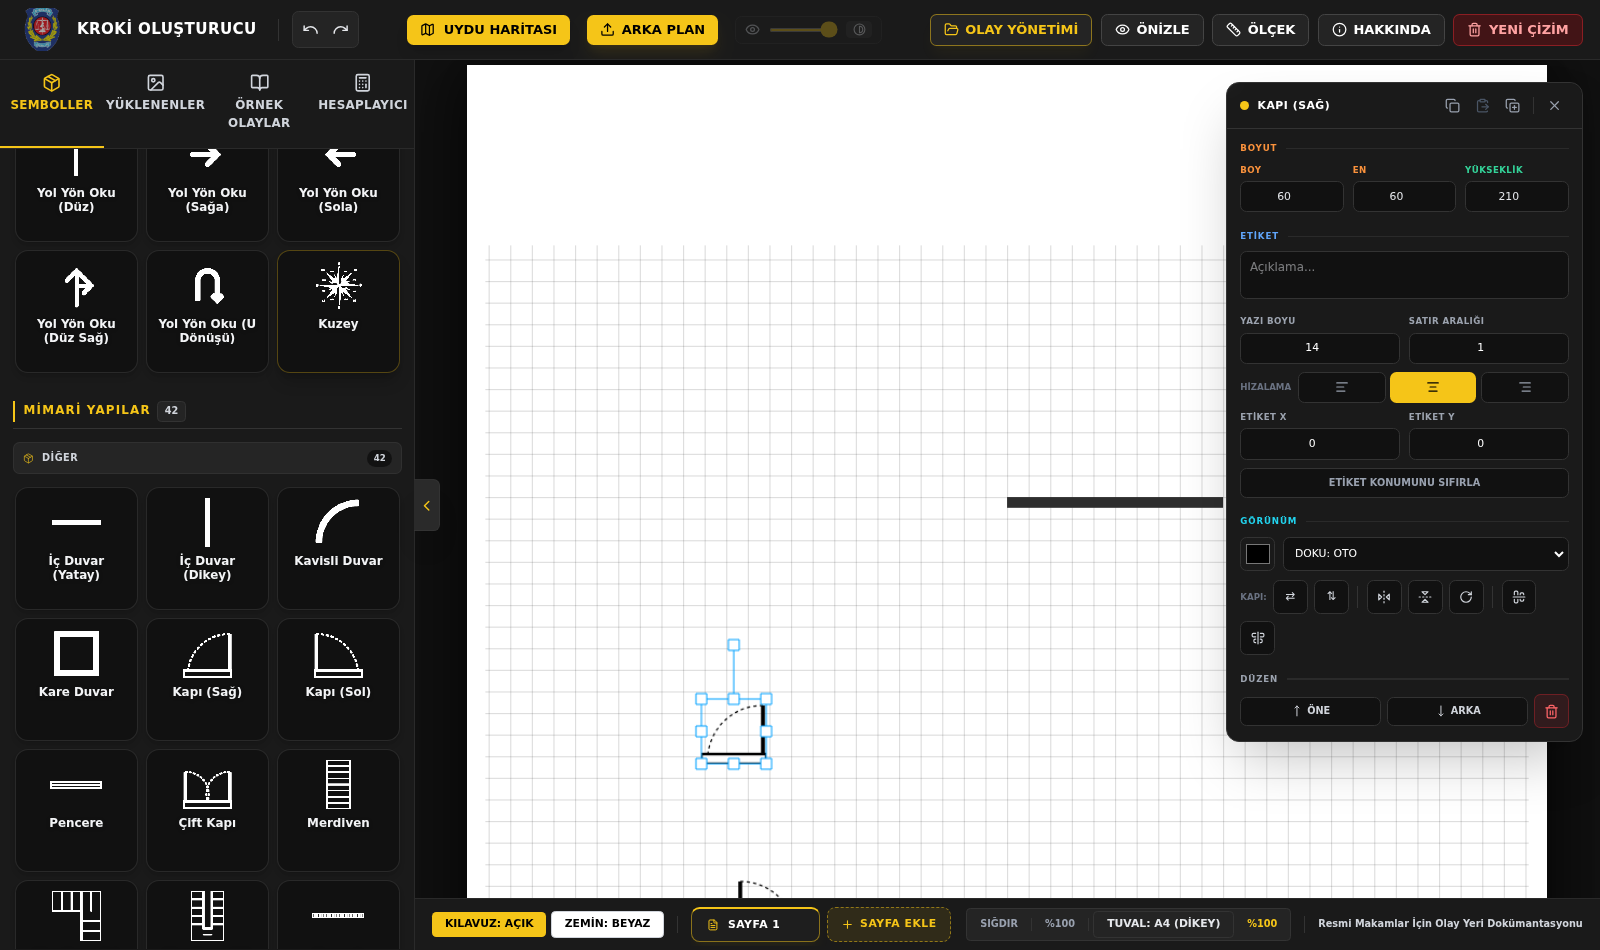 KROKİ OLUŞTURUCU
UYDU HARİTASI
ARKA PLAN
OLAY YÖNETİMİ
ÖNİZLE
ÖLÇEK
HAKKINDA
YENİ ÇİZİM
SEMBOLLER
YÜKLENENLER
ÖRNEK
OLAYLAR
HESAPLAYICI
Yol Yön Oku
(Düz)
Yol Yön Oku
(Sağa)
Yol Yön Oku
(Sola)
Yol Yön Oku
(Düz Sağ)
Yol Yön Oku (U
Dönüşü)
Kuzey
MİMARİ YAPILAR 42
DİĞER 42
İç Duvar
(Yatay)
İç Duvar
(Dikey)
Kavisli Duvar
Kare Duvar
Kapı (Sağ)
Kapı (Sol)
Pencere
Çift Kapı
Merdiven
KAPI (SAĞ)
BOYUT
BOY EN YÜKSEKLİK
60 60 210
ETİKET
Açıklama...
YAZI BOYU SATIR ARALIĞI
14 1
HİZALAMA
ETİKET X ETİKET Y
0 0
ETİKET KONUMUNU SIFIRLA
GÖRÜNÜM
DOKU: OTO
KAPI:
DÜZEN
↑ ÖNE ↓ ARKA
KILAVUZ: AÇIK
ZEMİN: BEYAZ
SAYFA 1
+ SAYFA EKLE
SIĞDIR
%100
TUVAL: A4 (DİKEY)
%100
Resmi Makamlar İçin Olay Yeri Dokümantasyonu